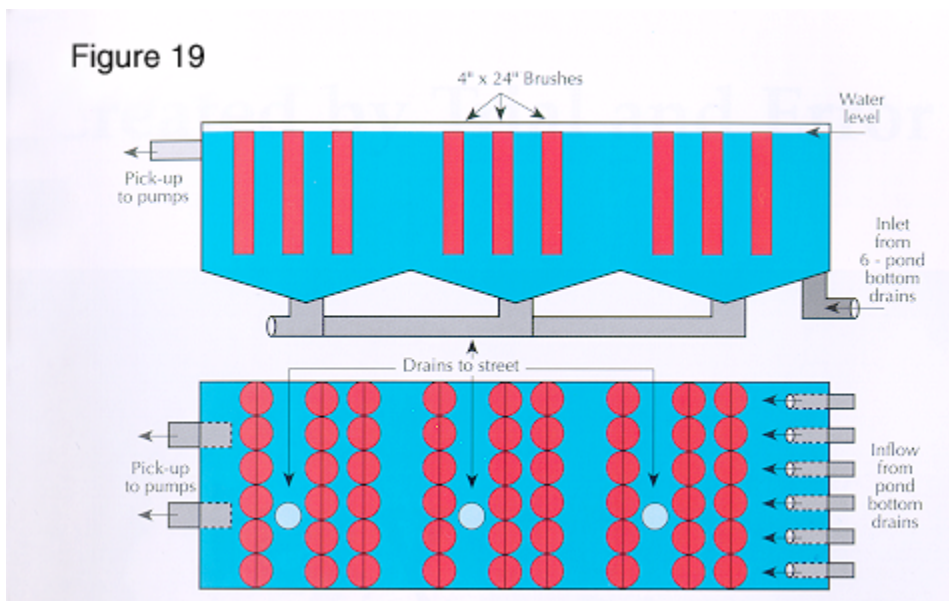 Figure 19
4" x 24" Brushes
Water
level
Pick-up
to pumps
Inlet
from
6 - pond
bottom
drains
Drains to street
Pick-up
to pumps
Inflow
from
pond
bottom
drains